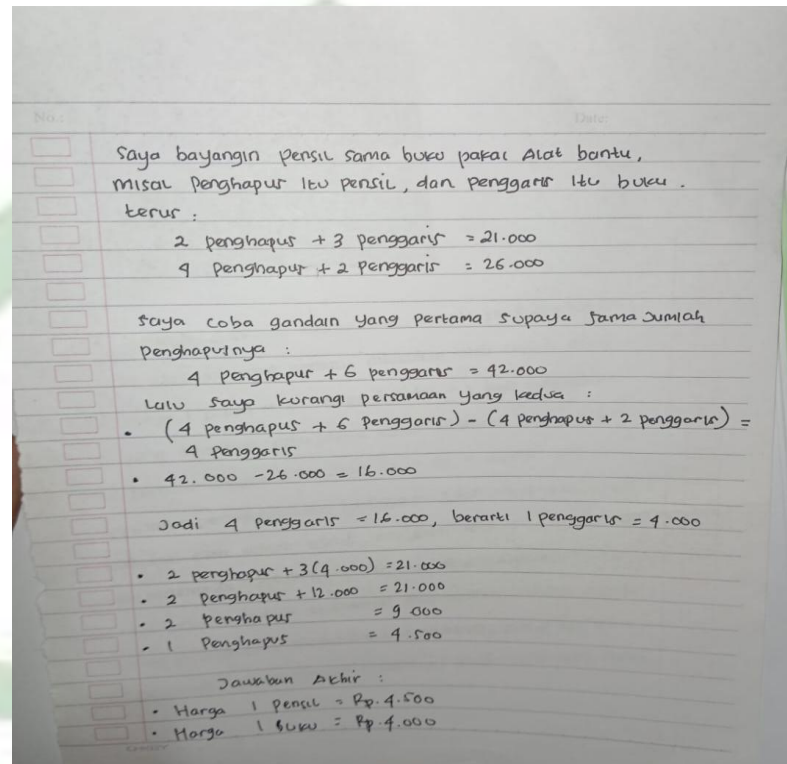 No.:
Date:
Saya bayangin pensil sama buku pakai Alat bantu,
misal Penghapus itu pensil, dan penggaris itu buku.
terus :
2 penghapus + 3 penggaris = 21.000
4 Penghapus + 2 penggaris = 26.000
saya coba gandain yang pertama supaya sama jumlah
Penghapusnya :
4 penghapus + 6 penggaris = 42.000
Lalu saya kurangi persamaan yang kedua :
• (4 penghapus + 6 penggaris) - (4 penghapus + 2 penggaris) =
4 Penggaris
• 42.000 - 26.000 = 16.000
Jadi 4 penggaris = 16.000, berarti 1 penggaris = 4.000
• 2 penghapus + 3(4.000) = 21.000
• 2 penghapus + 12.000 = 21.000
• 2 penghapus = 9.000
• 1 Penghapus = 4.500
Jawaban Akhir :
• Harga 1 pensil = Rp. 4.500
• Harga 1 buku = Rp. 4.000